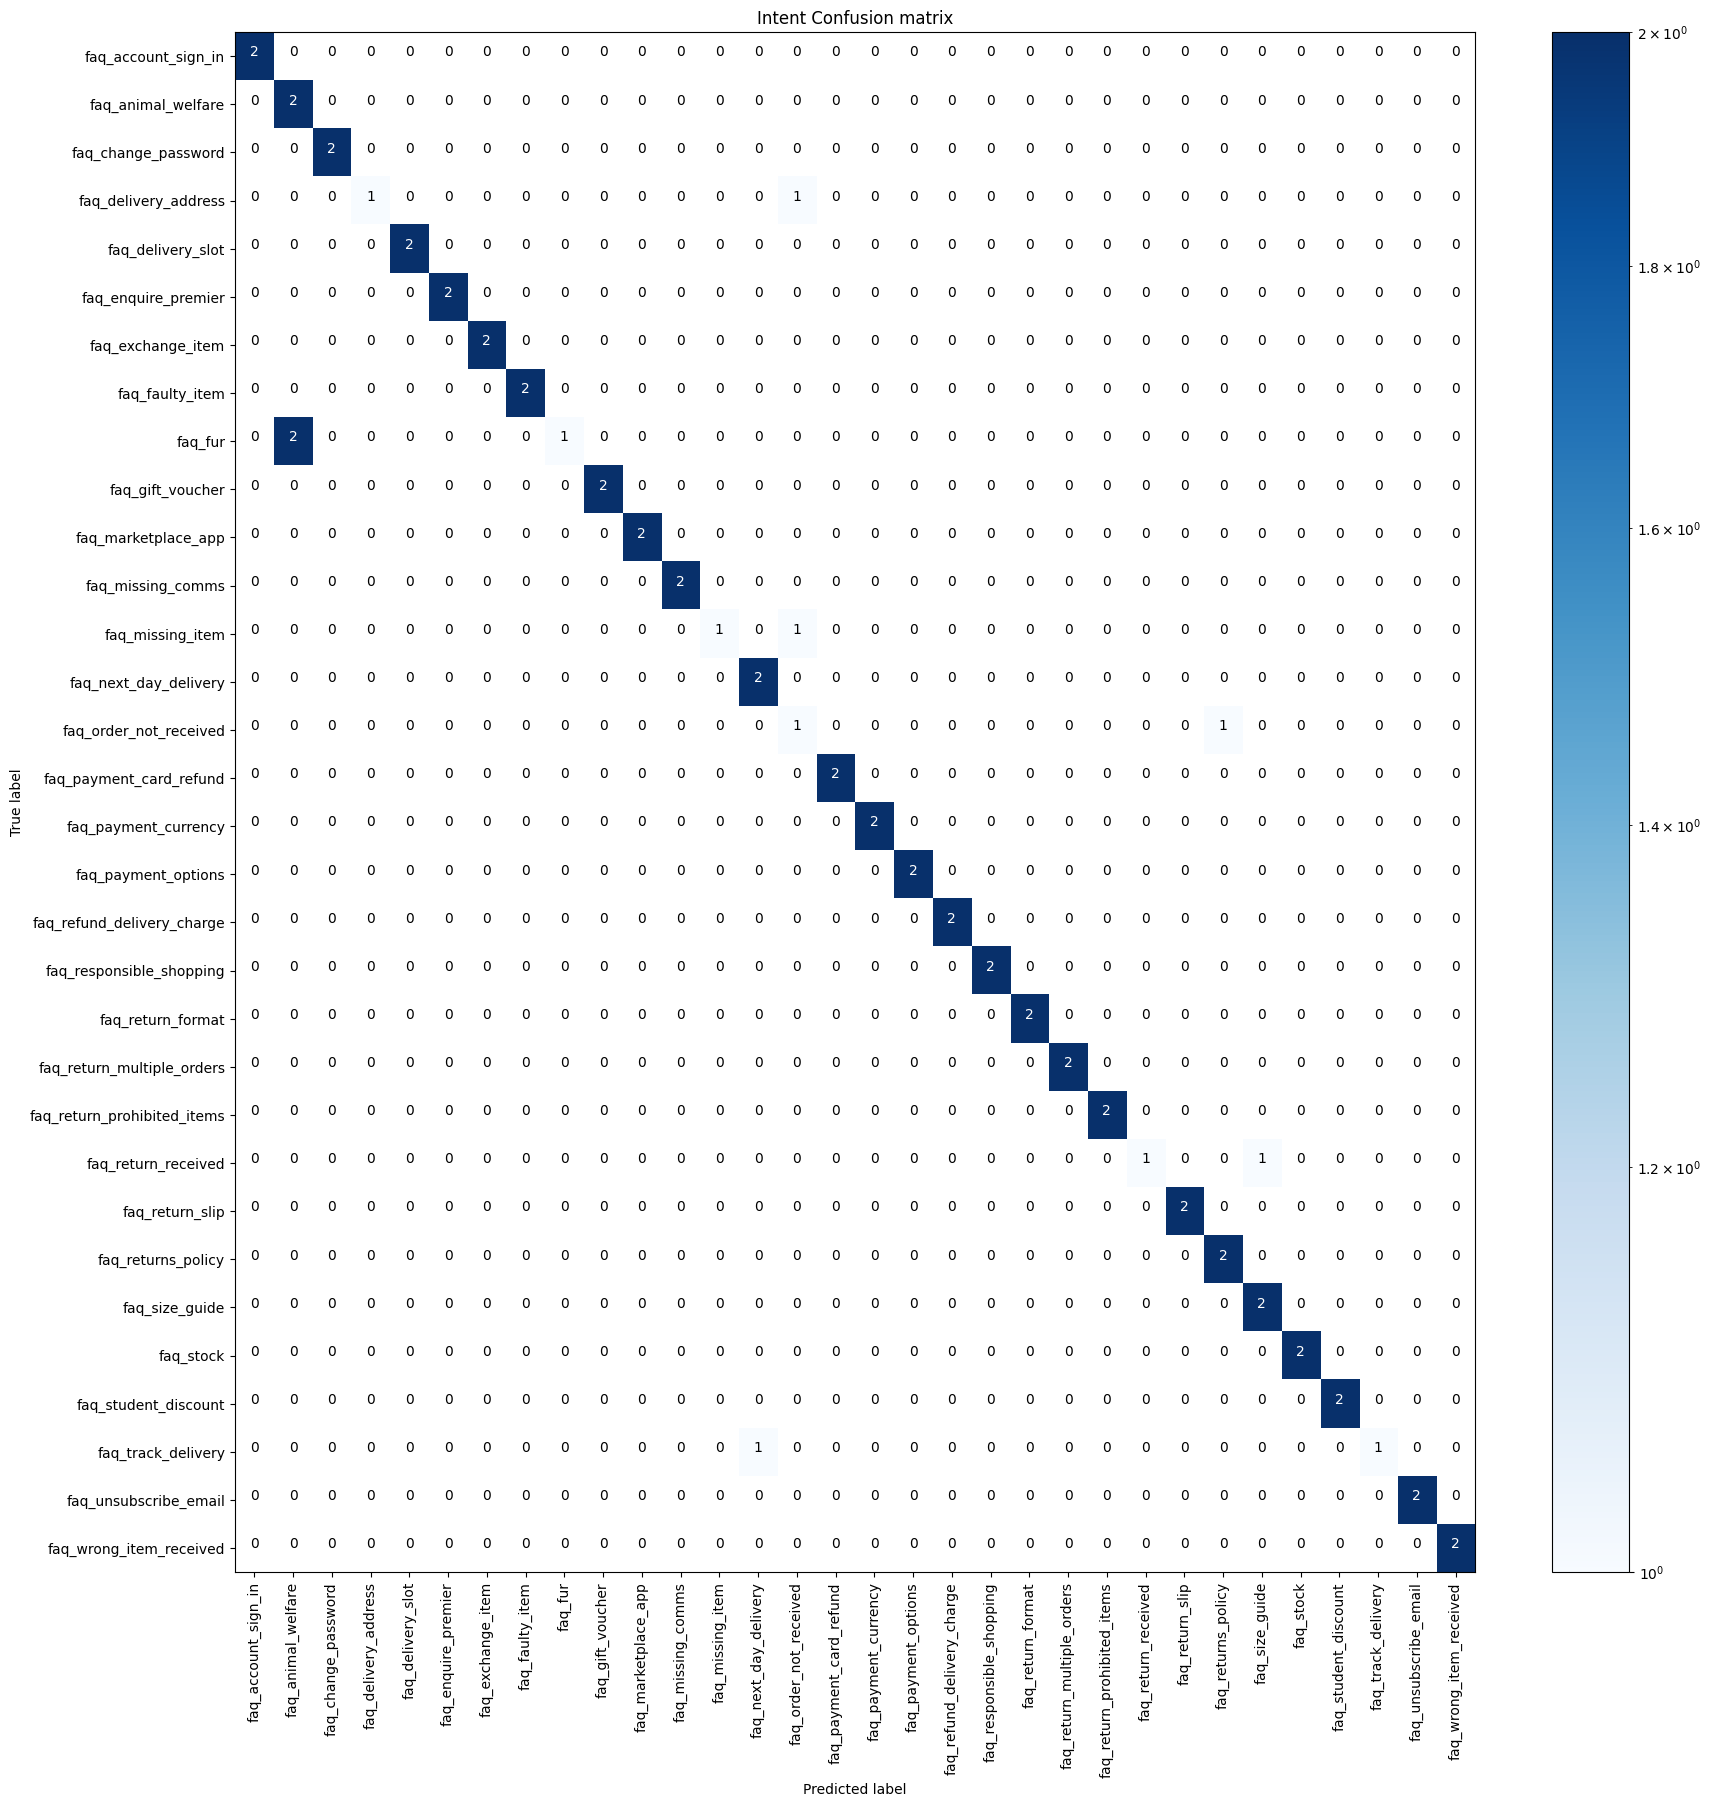 Intent Confusion matrix
faq_account_sign_in 2 0 0 0 0 0 0 0 0 0 0 0 0 0 0 0 0 0 0 0 0 0 0 0 0 0 0 0 0 0 0 0
faq_animal_welfare 0 2 0 0 0 0 0 0 0 0 0 0 0 0 0 0 0 0 0 0 0 0 0 0 0 0 0 0 0 0 0 0
faq_change_password 0 0 2 0 0 0 0 0 0 0 0 0 0 0 0 0 0 0 0 0 0 0 0 0 0 0 0 0 0 0 0 0
faq_delivery_address 0 0 0 1 0 0 0 0 0 0 0 0 0 0 1 0 0 0 0 0 0 0 0 0 0 0 0 0 0 0 0 0
faq_delivery_slot 0 0 0 0 2 0 0 0 0 0 0 0 0 0 0 0 0 0 0 0 0 0 0 0 0 0 0 0 0 0 0 0
faq_enquire_premier 0 0 0 0 0 2 0 0 0 0 0 0 0 0 0 0 0 0 0 0 0 0 0 0 0 0 0 0 0 0 0 0
faq_exchange_item 0 0 0 0 0 0 2 0 0 0 0 0 0 0 0 0 0 0 0 0 0 0 0 0 0 0 0 0 0 0 0 0
faq_faulty_item 0 0 0 0 0 0 0 2 0 0 0 0 0 0 0 0 0 0 0 0 0 0 0 0 0 0 0 0 0 0 0 0
faq_fur 0 2 0 0 0 0 0 0 1 0 0 0 0 0 0 0 0 0 0 0 0 0 0 0 0 0 0 0 0 0 0 0
faq_gift_voucher 0 0 0 0 0 0 0 0 0 2 0 0 0 0 0 0 0 0 0 0 0 0 0 0 0 0 0 0 0 0 0 0
faq_marketplace_app 0 0 0 0 0 0 0 0 0 0 2 0 0 0 0 0 0 0 0 0 0 0 0 0 0 0 0 0 0 0 0 0
faq_missing_comms 0 0 0 0 0 0 0 0 0 0 0 2 0 0 0 0 0 0 0 0 0 0 0 0 0 0 0 0 0 0 0 0
faq_missing_item 0 0 0 0 0 0 0 0 0 0 0 0 1 0 1 0 0 0 0 0 0 0 0 0 0 0 0 0 0 0 0 0
faq_next_day_delivery 0 0 0 0 0 0 0 0 0 0 0 0 0 2 0 0 0 0 0 0 0 0 0 0 0 0 0 0 0 0 0 0
faq_order_not_received 0 0 0 0 0 0 0 0 0 0 0 0 0 0 1 0 0 0 0 0 0 0 0 0 0 1 0 0 0 0 0 0
faq_payment_card_refund 0 0 0 0 0 0 0 0 0 0 0 0 0 0 0 2 0 0 0 0 0 0 0 0 0 0 0 0 0 0 0 0
faq_payment_currency 0 0 0 0 0 0 0 0 0 0 0 0 0 0 0 0 2 0 0 0 0 0 0 0 0 0 0 0 0 0 0 0
faq_payment_options 0 0 0 0 0 0 0 0 0 0 0 0 0 0 0 0 0 2 0 0 0 0 0 0 0 0 0 0 0 0 0 0
faq_refund_delivery_charge 0 0 0 0 0 0 0 0 0 0 0 0 0 0 0 0 0 0 2 0 0 0 0 0 0 0 0 0 0 0 0 0
faq_responsible_shopping 0 0 0 0 0 0 0 0 0 0 0 0 0 0 0 0 0 0 0 2 0 0 0 0 0 0 0 0 0 0 0 0
faq_return_format 0 0 0 0 0 0 0 0 0 0 0 0 0 0 0 0 0 0 0 0 2 0 0 0 0 0 0 0 0 0 0 0
faq_return_multiple_orders 0 0 0 0 0 0 0 0 0 0 0 0 0 0 0 0 0 0 0 0 0 2 0 0 0 0 0 0 0 0 0 0
faq_return_prohibited_items 0 0 0 0 0 0 0 0 0 0 0 0 0 0 0 0 0 0 0 0 0 0 2 0 0 0 0 0 0 0 0 0
faq_return_received 0 0 0 0 0 0 0 0 0 0 0 0 0 0 0 0 0 0 0 0 0 0 0 1 0 0 1 0 0 0 0 0
faq_return_slip 0 0 0 0 0 0 0 0 0 0 0 0 0 0 0 0 0 0 0 0 0 0 0 0 2 0 0 0 0 0 0 0
faq_returns_policy 0 0 0 0 0 0 0 0 0 0 0 0 0 0 0 0 0 0 0 0 0 0 0 0 0 2 0 0 0 0 0 0
faq_size_guide 0 0 0 0 0 0 0 0 0 0 0 0 0 0 0 0 0 0 0 0 0 0 0 0 0 0 2 0 0 0 0 0
faq_stock 0 0 0 0 0 0 0 0 0 0 0 0 0 0 0 0 0 0 0 0 0 0 0 0 0 0 0 2 0 0 0 0
faq_student_discount 0 0 0 0 0 0 0 0 0 0 0 0 0 0 0 0 0 0 0 0 0 0 0 0 0 0 0 0 2 0 0 0
faq_track_delivery 0 0 0 0 0 0 0 0 0 0 0 0 0 1 0 0 0 0 0 0 0 0 0 0 0 0 0 0 0 1 0 0
faq_unsubscribe_email 0 0 0 0 0 0 0 0 0 0 0 0 0 0 0 0 0 0 0 0 0 0 0 0 0 0 0 0 0 0 2 0
faq_wrong_item_received 0 0 0 0 0 0 0 0 0 0 0 0 0 0 0 0 0 0 0 0 0 0 0 0 0 0 0 0 0 0 0 2
True label
faq_account_sign_in
faq_animal_welfare
faq_change_password
faq_delivery_address
faq_delivery_slot
faq_enquire_premier
faq_exchange_item
faq_faulty_item
faq_fur
faq_gift_voucher
faq_marketplace_app
faq_missing_comms
faq_missing_item
faq_next_day_delivery
faq_order_not_received
faq_payment_card_refund
faq_payment_currency
faq_payment_options
faq_refund_delivery_charge
faq_responsible_shopping
faq_return_format
faq_return_multiple_orders
faq_return_prohibited_items
faq_return_received
faq_return_slip
faq_returns_policy
faq_size_guide
faq_stock
faq_student_discount
faq_track_delivery
faq_unsubscribe_email
faq_wrong_item_received
Predicted label
2 × 10⁰
1.8 × 10⁰
1.6 × 10⁰
1.4 × 10⁰
1.2 × 10⁰
10⁰